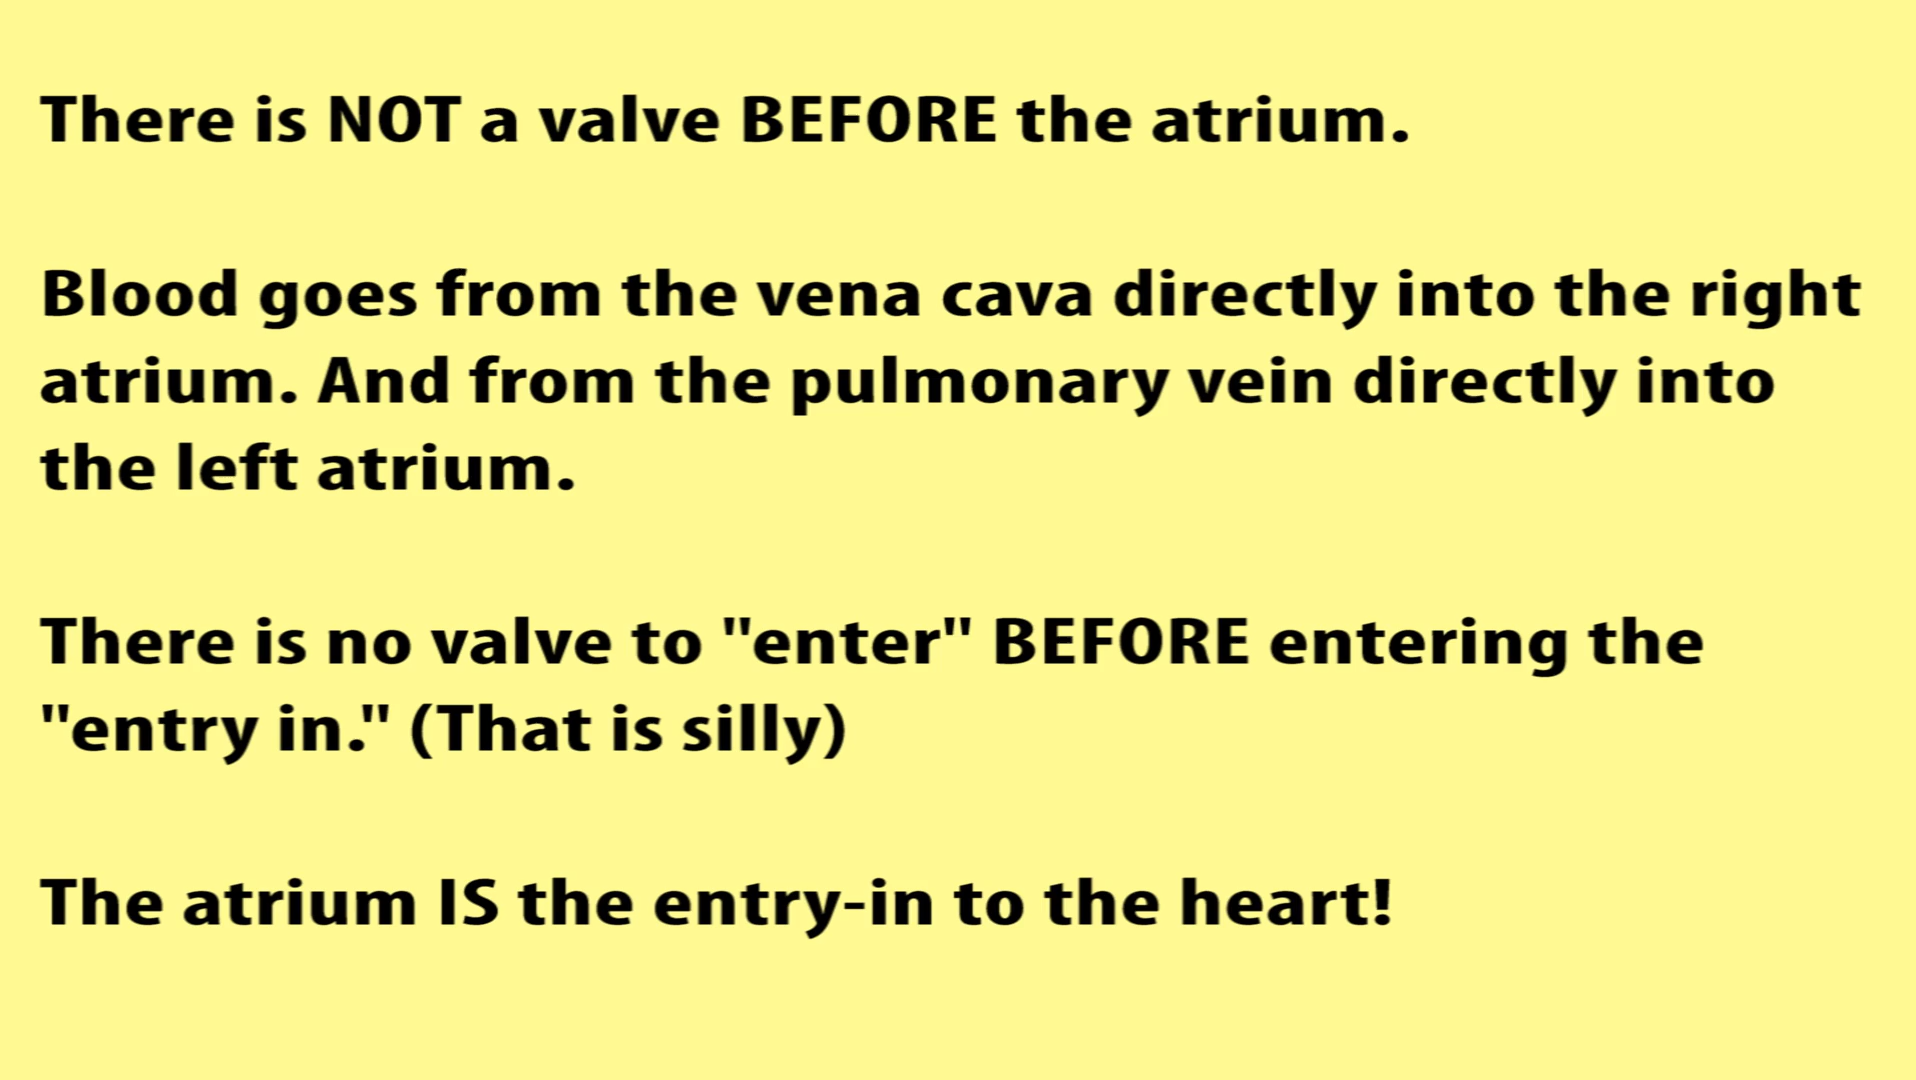 There is NOT a valve BEFORE the atrium.
Blood goes from the vena cava directly into the right
atrium. And from the pulmonary vein directly into
the left atrium.
There is no valve to "enter" BEFORE entering the
"entry in." (That is silly)
The atrium IS the entry-in to the heart!